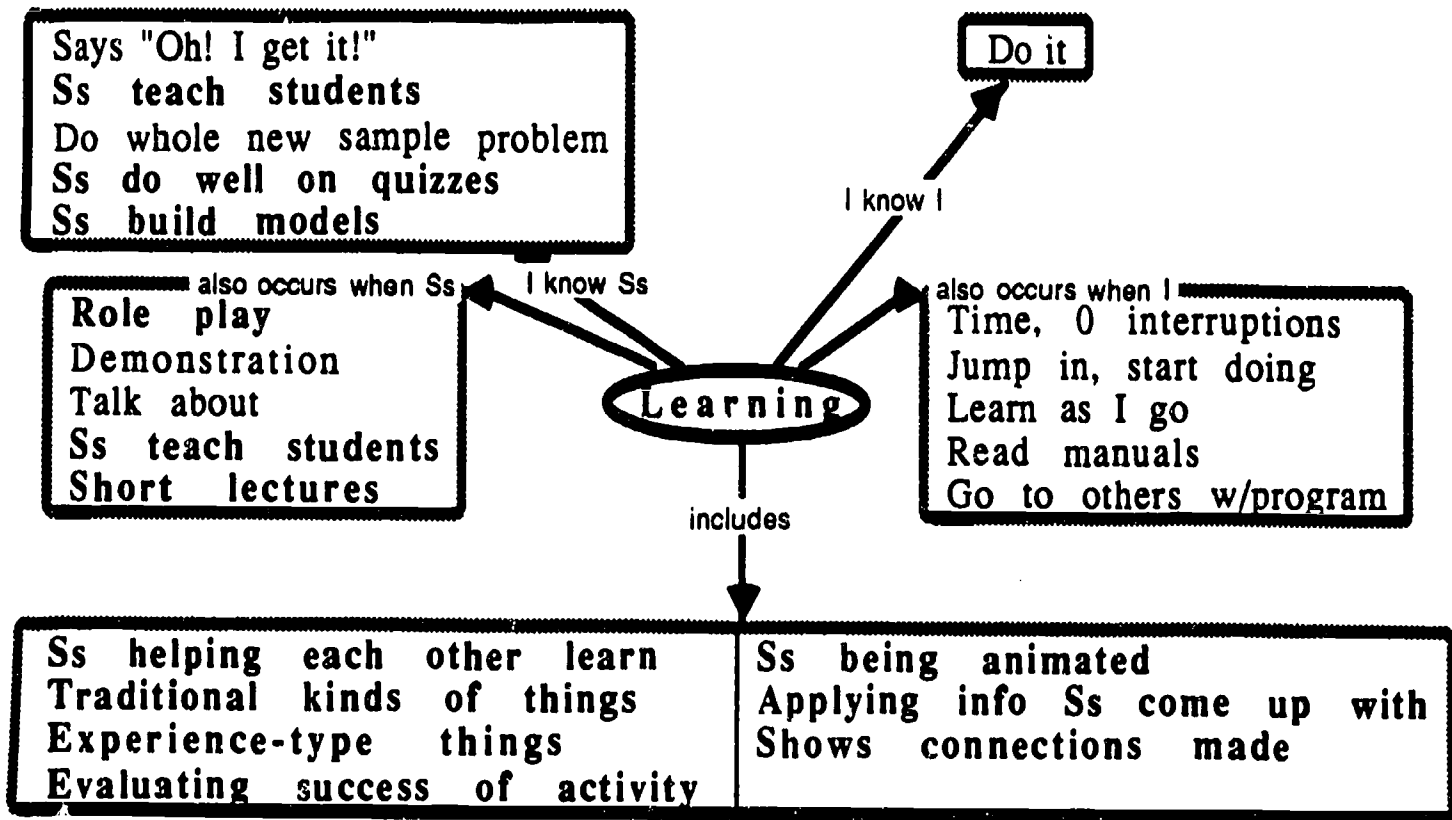 Says "Oh! I get it!"
Ss teach students
Do whole new sample problem
Ss do well on quizzes
Ss build models
Do it
I know I
also occurs when Ss
I know Ss
also occurs when I
Role play
Demonstration
Talk about
Ss teach students
Short lectures
Time, 0 interruptions
Jump in, start doing
Learn as I go
Read manuals
Go to others w/program
Learning
includes
Ss helping each other learn
Traditional kinds of things
Experience-type things
Evaluating success of activity
Ss being animated
Applying info Ss come up with
Shows connections made